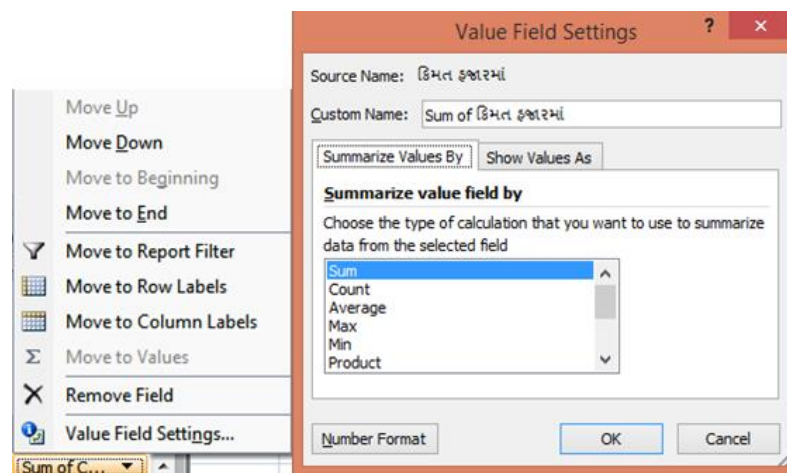 Move Up
Move Down
Move to Beginning
Move to End
Move to Report Filter
Move to Row Labels
Move to Column Labels
Σ Move to Values
Remove Field
Value Field Settings...
Sum of C...
Value Field Settings
?
Source Name: કિંમત હજારમાં
Custom Name: Sum of કિંમત હજારમાં
Summarize Values By
Show Values As
Summarize value field by
Choose the type of calculation that you want to use to summarize
data from the selected field
Sum
Count
Average
Max
Min
Product
Number Format
OK
Cancel